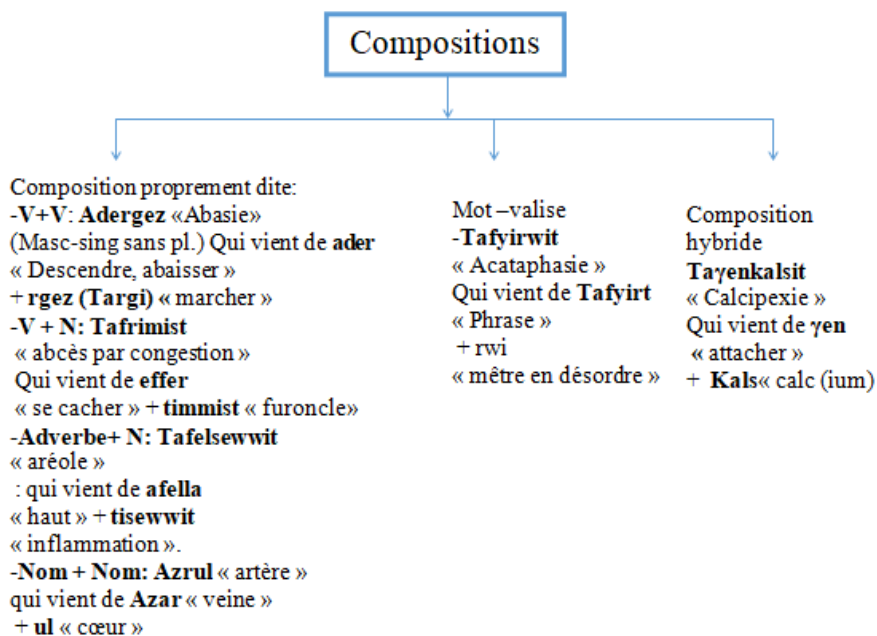 Compositions
Composition proprement dite:
-V+V: Adergez «Abasie»
(Masc-sing sans pl.) Qui vient de ader
« Descendre, abaisser »
+ rgez (Targi) « marcher »
-V + N: Tafrimist
« abcès par congestion »
Qui vient de effer
« se cacher » + timmist « furoncle»
-Adverbe+ N: Tafelsewwit
« aréole »
: qui vient de afella
« haut » + tisewwit
« inflammation ».
-Nom + Nom: Azrul « artère »
qui vient de Azar « veine »
+ ul « cœur »
Mot –valise
-Tafyirwit
« Acataphasie »
Qui vient de Tafyirt
« Phrase »
+ rwi
« mêtre en désordre »
Composition
hybride
Taγenkalsit
« Calcipexie »
Qui vient de γen
« attacher »
+ Kals« calc (ium)